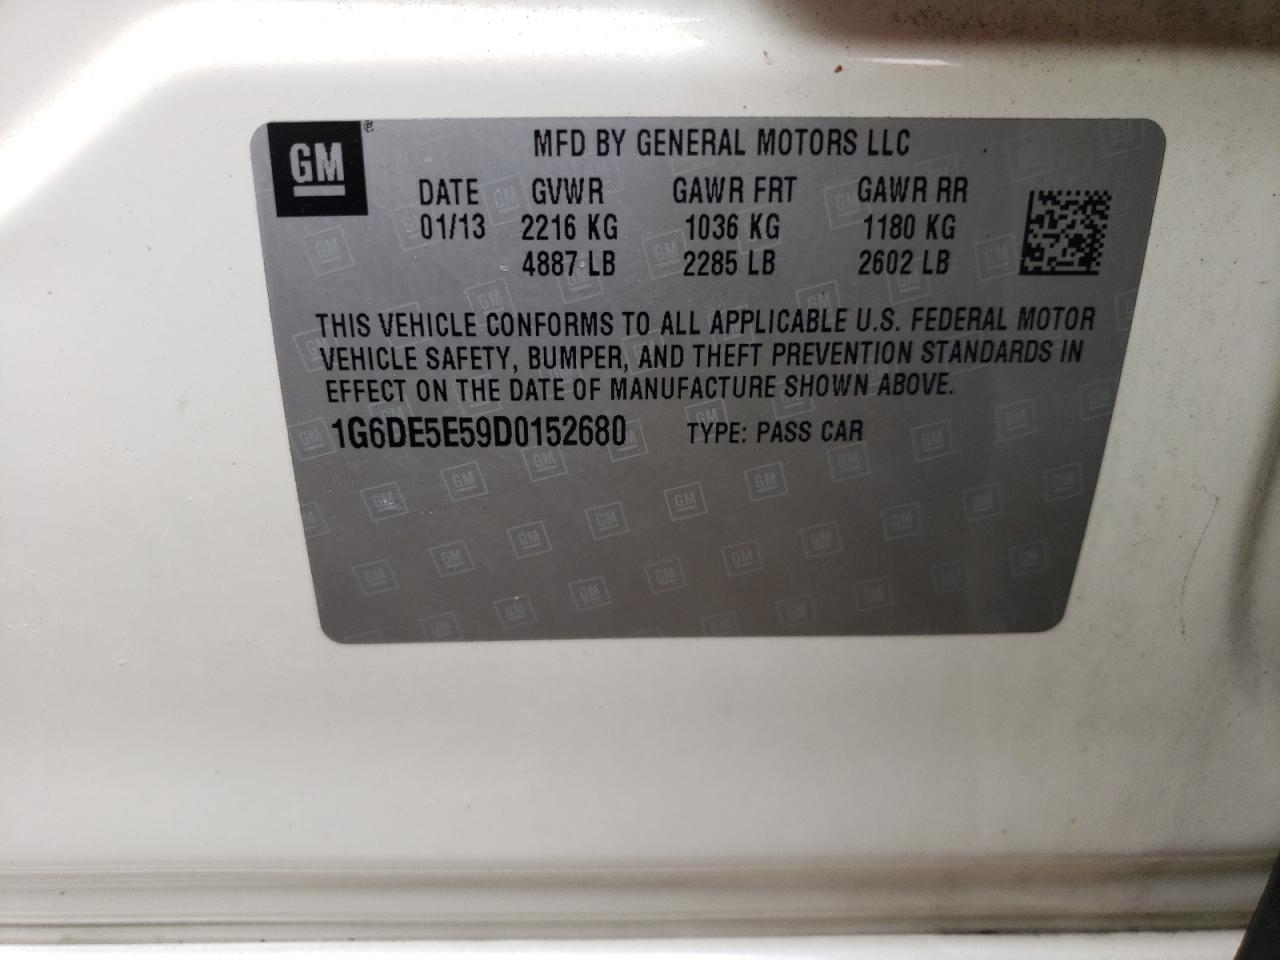 GM ®
MFD BY GENERAL MOTORS LLC
DATE GVWR GAWR FRT GAWR RR
01/13 2216 KG 1036 KG 1180 KG
4887 LB 2285 LB 2602 LB
THIS VEHICLE CONFORMS TO ALL APPLICABLE U.S. FEDERAL MOTOR
VEHICLE SAFETY, BUMPER, AND THEFT PREVENTION STANDARDS IN
EFFECT ON THE DATE OF MANUFACTURE SHOWN ABOVE.
1G6DE5E59D0152680 TYPE: PASS CAR